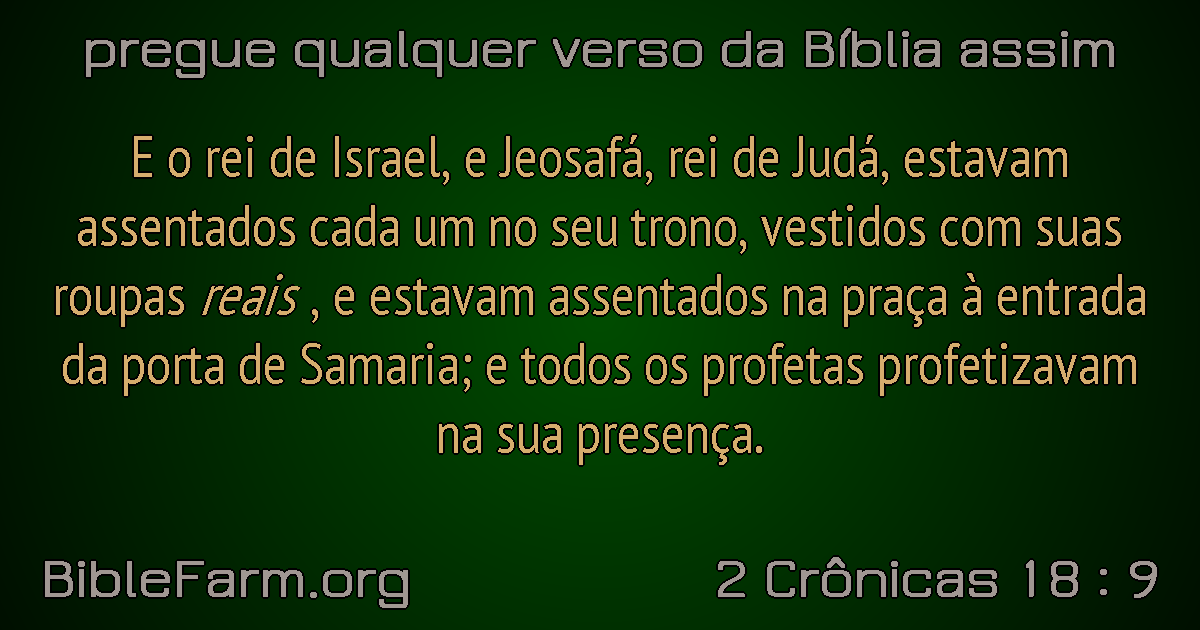 pregue qualquer verso da Bíblia assim
E o rei de Israel, e Jeosafá, rei de Judá, estavam
assentados cada um no seu trono, vestidos com suas
roupas reais , e estavam assentados na praça à entrada
da porta de Samaria; e todos os profetas profetizavam
na sua presença.
BibleFarm.org
2 Crônicas 18 : 9